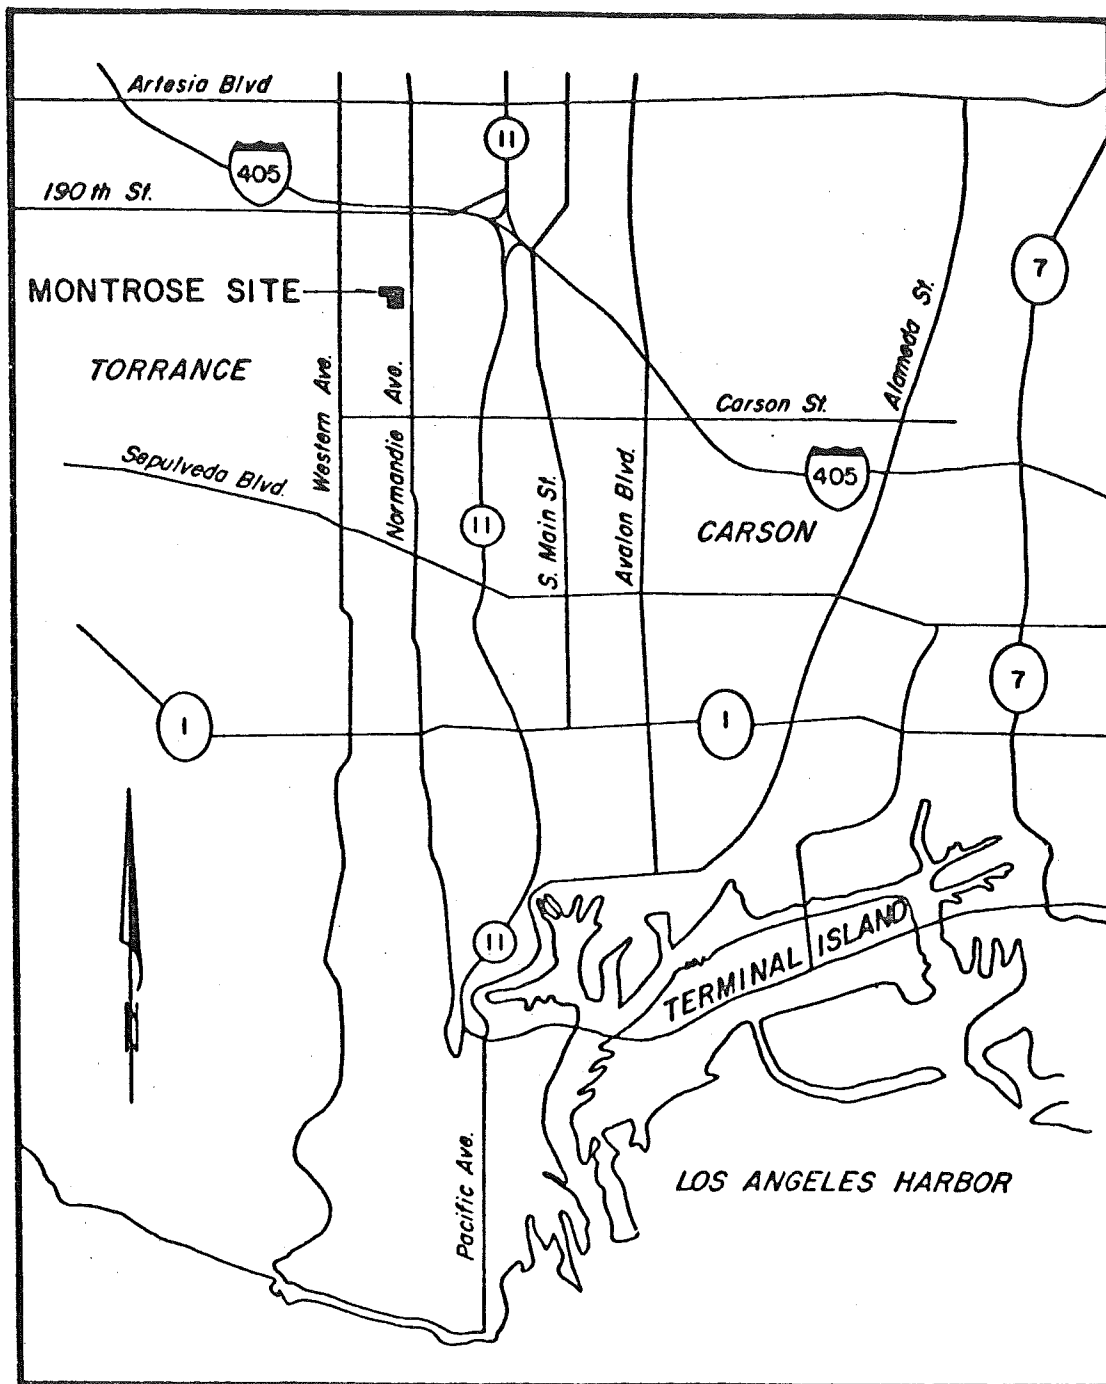 Artesia Blvd
11
405
190th St.
7
MONTROSE SITE
TORRANCE
Western Ave.
Normandie Ave.
Alameda St.
Carson St.
Sepulveda Blvd.
405
11
S. Main St.
Avalon Blvd.
CARSON
7
1
1
11
TERMINAL ISLAND
N
Pacific Ave.
LOS ANGELES HARBOR